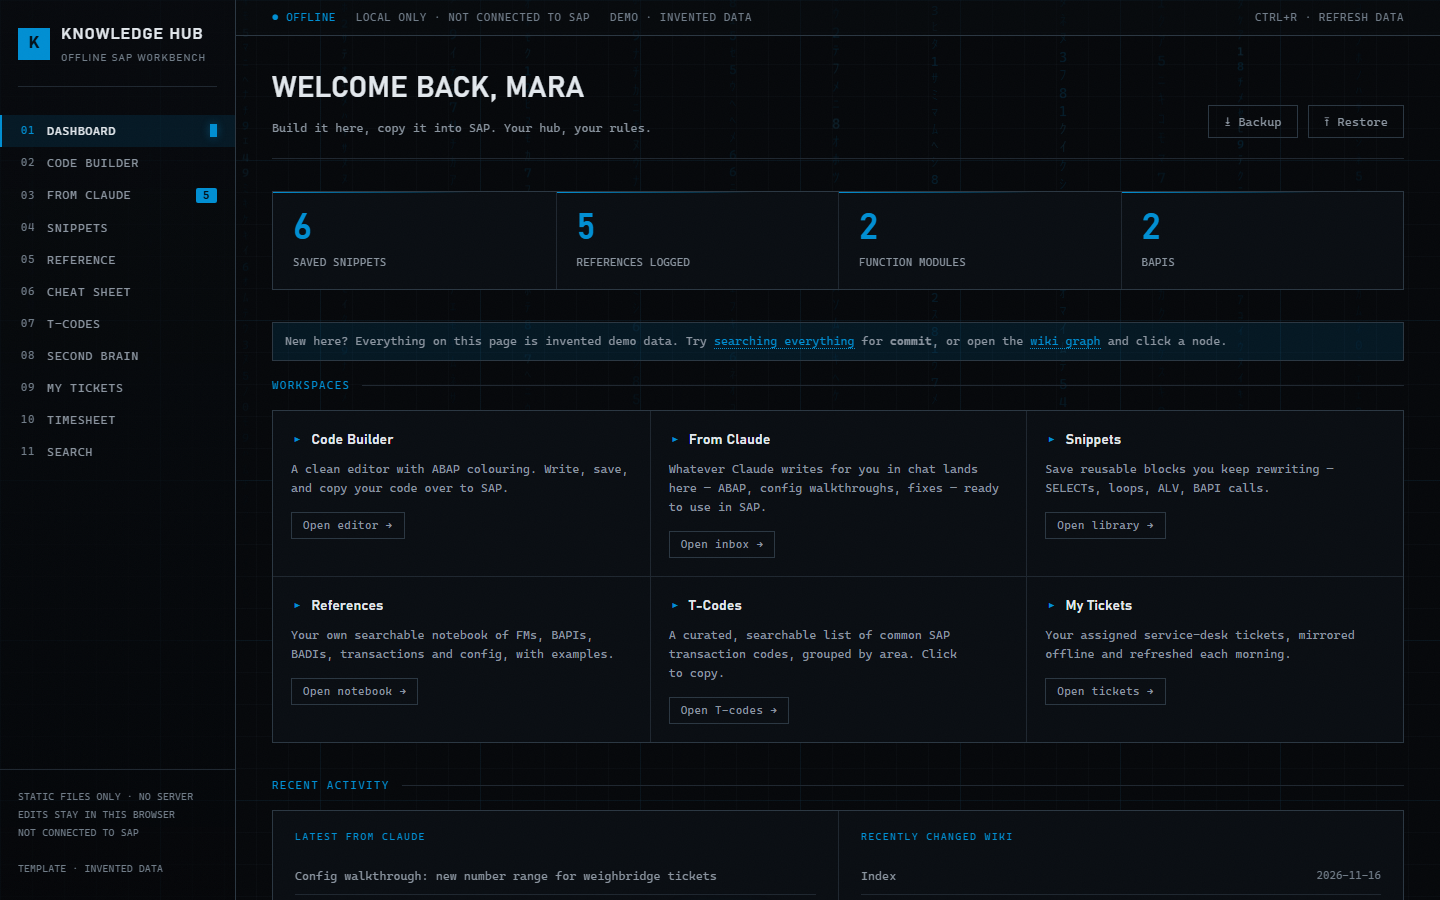 K
KNOWLEDGE HUB
OFFLINE SAP WORKBENCH
01 DASHBOARD
02 CODE BUILDER
03 FROM CLAUDE 5
04 SNIPPETS
05 REFERENCE
06 CHEAT SHEET
07 T-CODES
08 SECOND BRAIN
09 MY TICKETS
10 TIMESHEET
11 SEARCH
STATIC FILES ONLY · NO SERVER
EDITS STAY IN THIS BROWSER
NOT CONNECTED TO SAP
TEMPLATE · INVENTED DATA
● OFFLINE LOCAL ONLY · NOT CONNECTED TO SAP DEMO · INVENTED DATA CTRL+R · REFRESH DATA
WELCOME BACK, MARA
Build it here, copy it into SAP. Your hub, your rules.
⤓ Backup ⤒ Restore
6
SAVED SNIPPETS
5
REFERENCES LOGGED
2
FUNCTION MODULES
2
BAPIS
New here? Everything on this page is invented demo data. Try searching everything for commit, or open the wiki graph and click a node.
WORKSPACES
▸ Code Builder
A clean editor with ABAP colouring. Write, save,
and copy your code over to SAP.
Open editor →
▸ From Claude
Whatever Claude writes for you in chat lands
here — ABAP, config walkthroughs, fixes — ready
to use in SAP.
Open inbox →
▸ Snippets
Save reusable blocks you keep rewriting —
SELECTs, loops, ALV, BAPI calls.
Open library →
▸ References
Your own searchable notebook of FMs, BAPIs,
BADIs, transactions and config, with examples.
Open notebook →
▸ T-Codes
A curated, searchable list of common SAP
transaction codes, grouped by area. Click
to copy.
Open T-codes →
▸ My Tickets
Your assigned service-desk tickets, mirrored
offline and refreshed each morning.
Open tickets →
RECENT ACTIVITY
LATEST FROM CLAUDE
Config walkthrough: new number range for weighbridge tickets
RECENTLY CHANGED WIKI
Index 2026-11-16